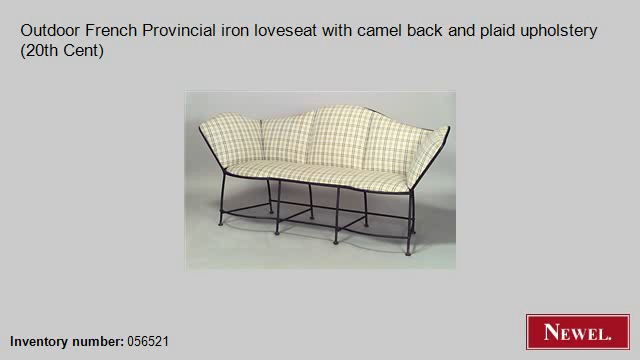 Outdoor French Provincial iron loveseat with camel back and plaid upholstery
(20th Cent)
Inventory number: 056521
NEWEL.